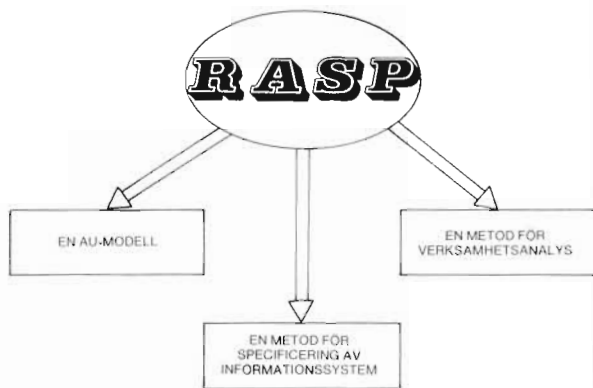 RASP
EN AU-MODELL
EN METOD FÖR
VERKSAMHETSANALYS
EN METOD FÖR
SPECIFICERING AV
INFORMATIONSSYSTEM